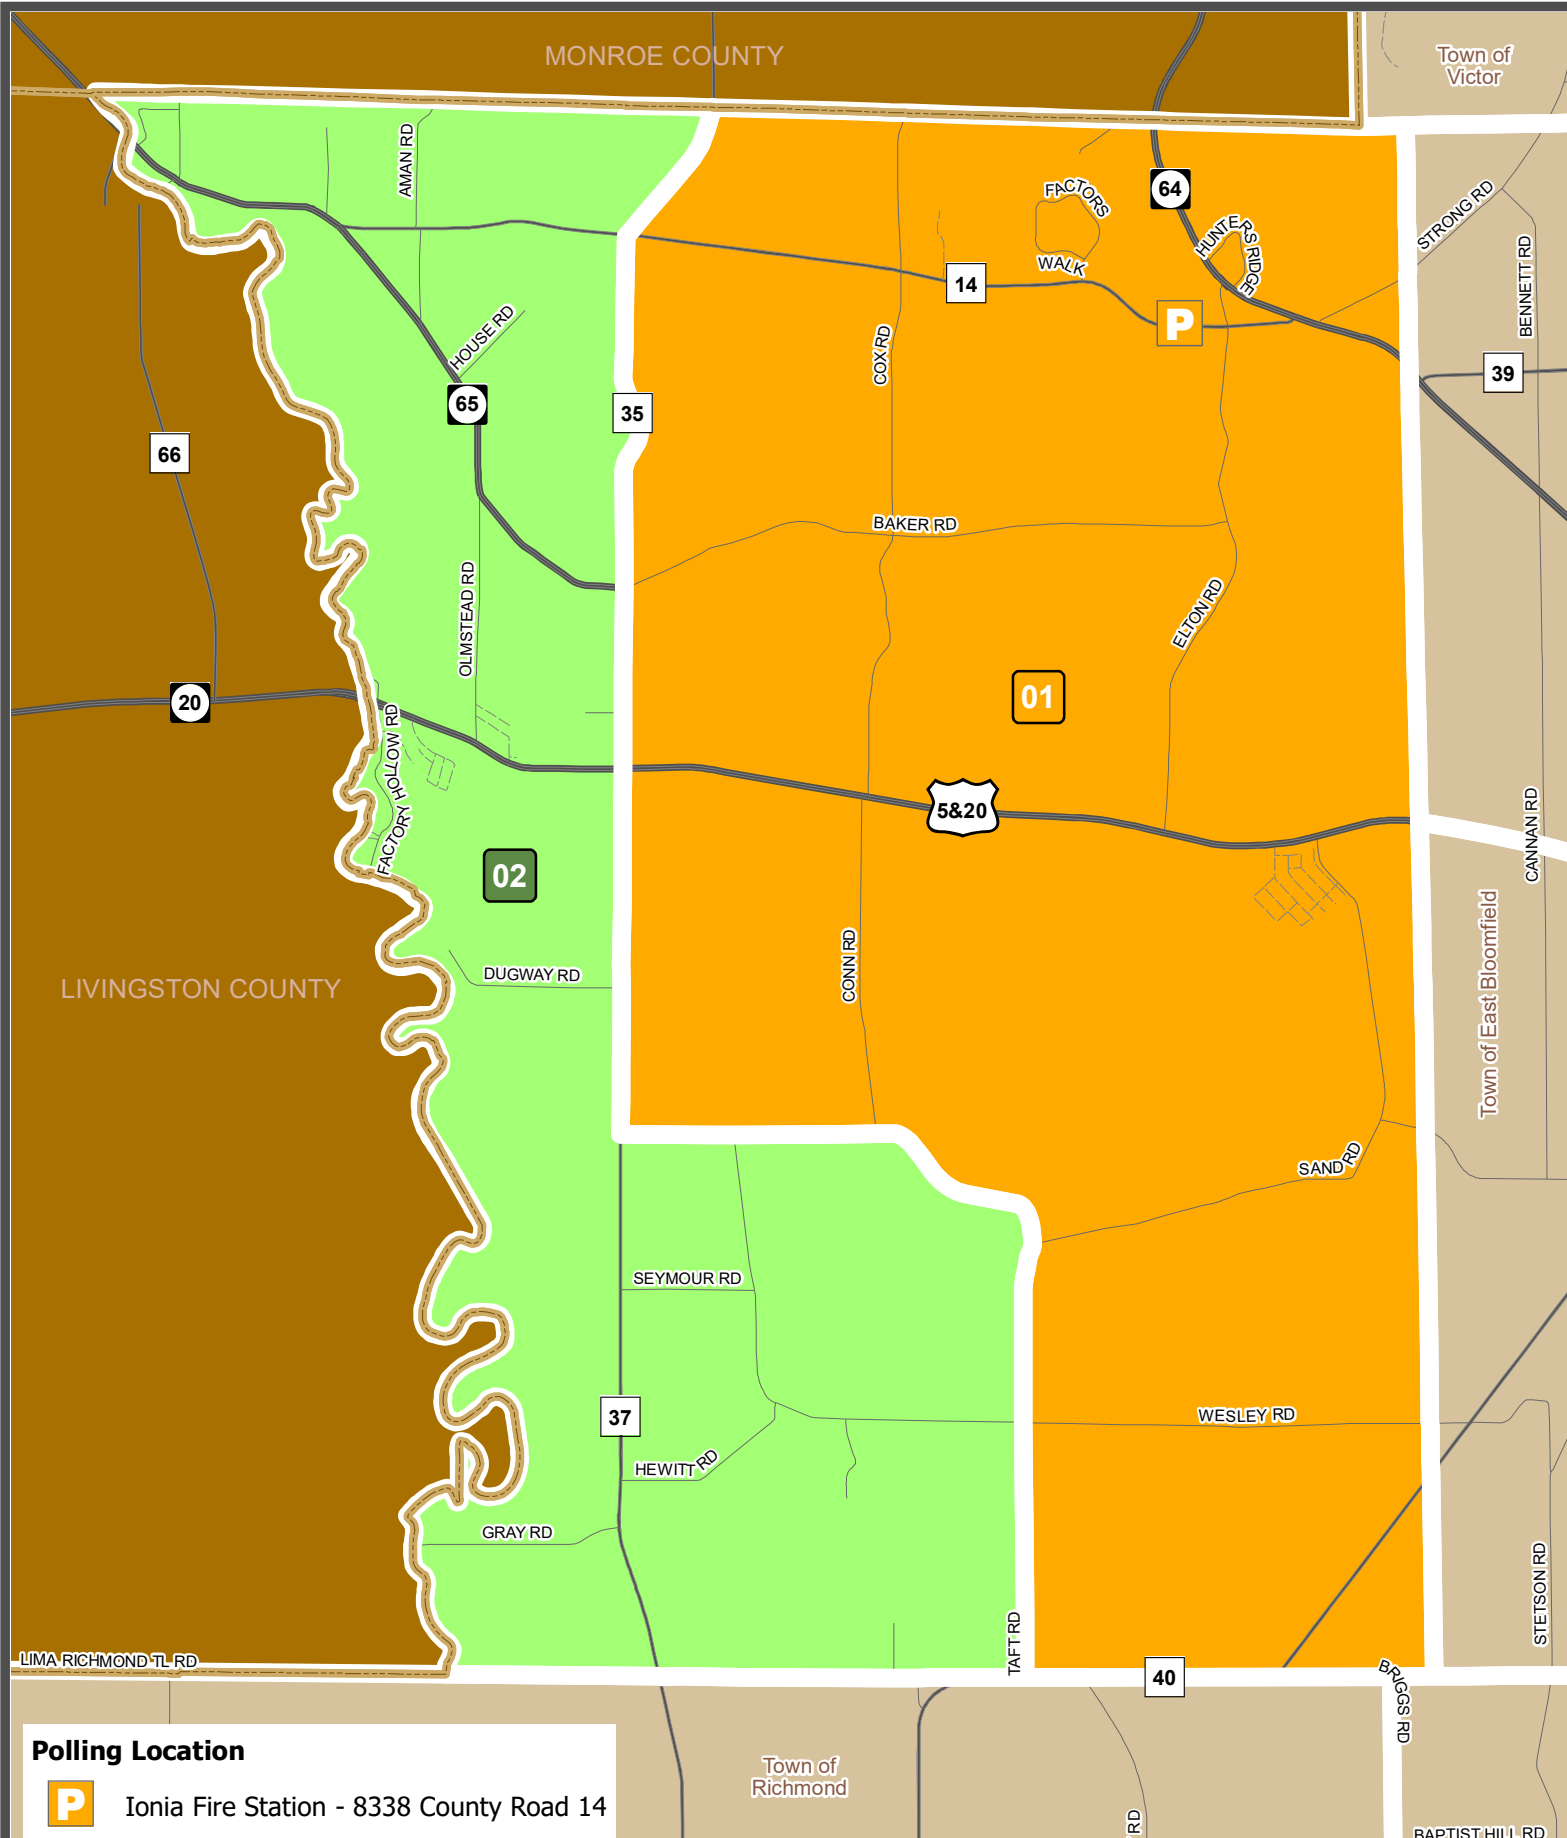 MONROE COUNTY
Town of
Victor
AMAN RD
FACTORS
WALK
64
HUNTERS RIDGE
STRONG RD
BENNETT RD
14
P
HOUSE RD
COX RD
39
65
35
66
BAKER RD
OLMSTEAD RD
ELTON RD
01
20
FACTORY HOLLOW RD
5&20
CANNAN RD
02
Town of East Bloomfield
CONN RD
DUGWAY RD
LIVINGSTON COUNTY
SAND RD
SEYMOUR RD
37
WESLEY RD
HEWITT RD
GRAY RD
STETSON RD
TAFT RD
LIMA RICHMOND TL RD
40
BRIGGS RD
Town of
Richmond
RD
BAPTIST HILL RD
Polling Location
P Ionia Fire Station - 8338 County Road 14